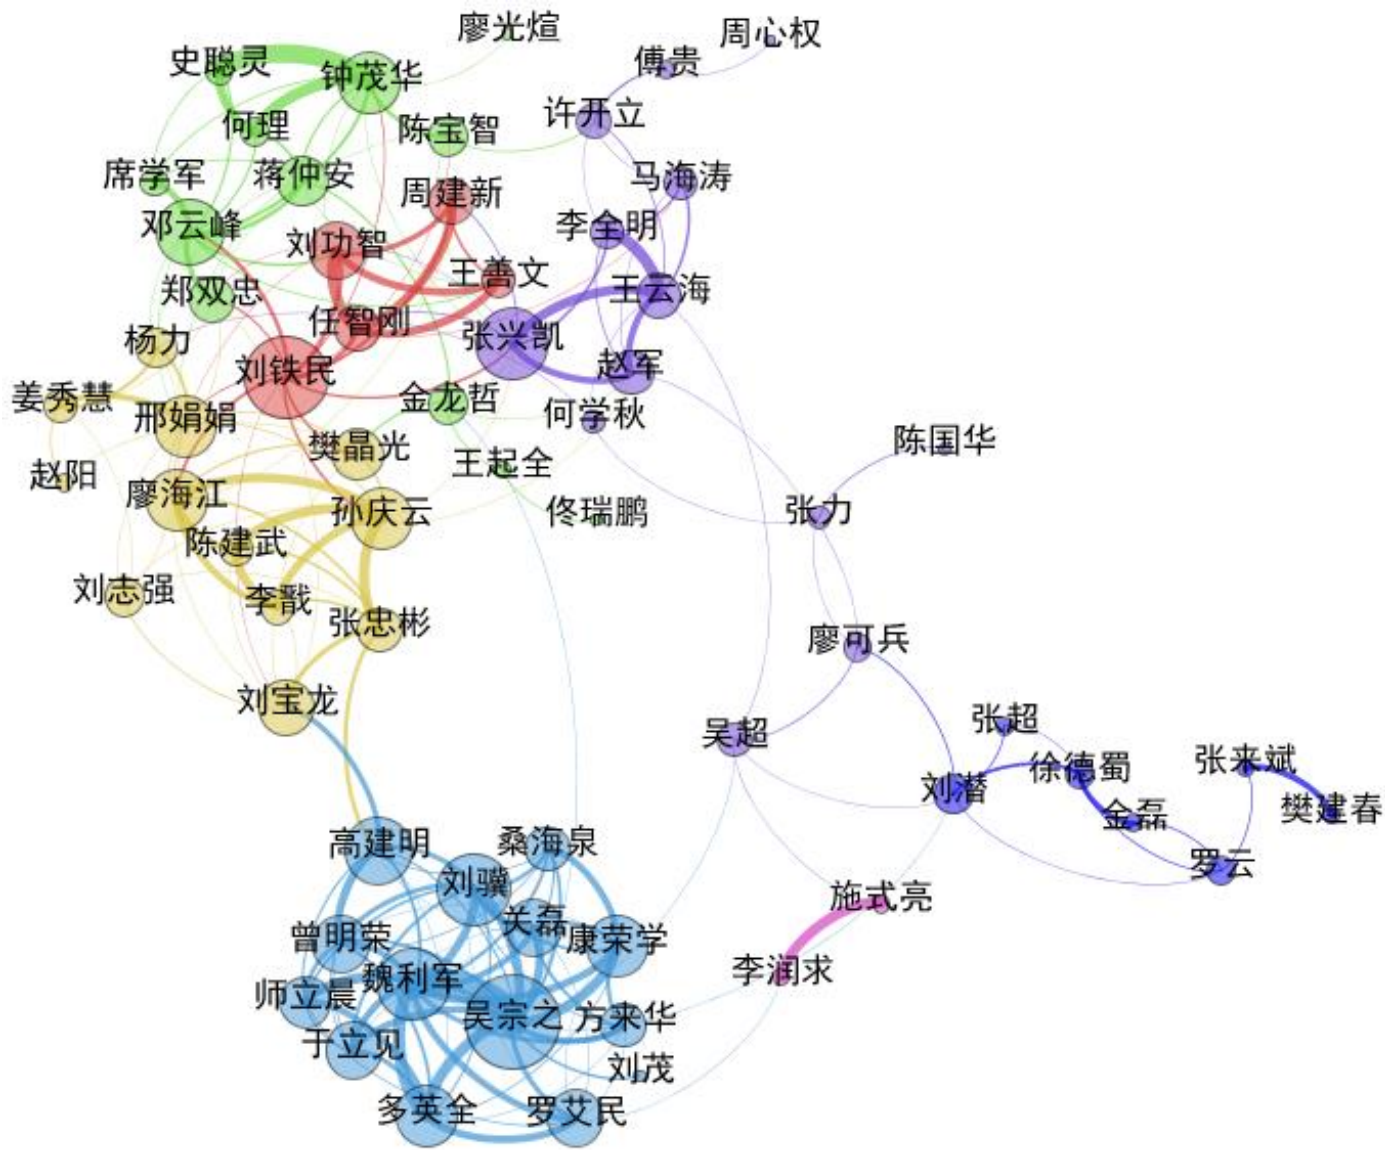 廖光煊
周心权
史聪灵
钟茂华
傅贵
何理
陈宝智
许开立
席学军
蒋仲安
周建新
马海涛
邓云峰
刘功智
李全明
郑双忠
王善文
王云海
任智刚
张兴凯
杨力
刘铁民
赵军
姜秀慧
邢娟娟
金龙哲
何学秋
樊晶光
王起全
陈国华
赵阳
廖海江
孙庆云
佟瑞鹏
张力
陈建武
刘志强
李戬
张忠彬
廖可兵
刘宝龙
吴超
张超
徐德蜀
张来斌
刘潜
金磊
樊建春
高建明
桑海泉
罗云
刘骥
施式亮
关磊
曾明荣
康荣学
魏利军
李润求
师立晨
吴宗之
方来华
于立见
刘茂
多英全
罗艾民